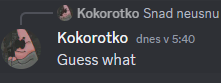 Kokorotko Snad neusnu
Kokorotko dnes v 5:40
Guess what